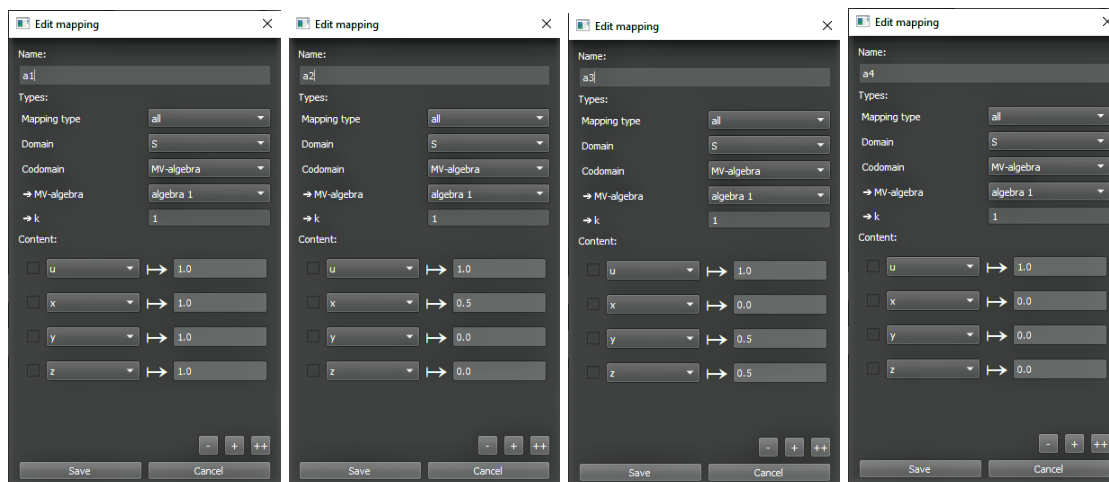 Edit mapping ×
Name:
a1
Types:
Mapping type all
Domain S
Codomain MV-algebra
➔ MV-algebra algebra 1
➔ k 1
Content:
u ↦ 1.0
x ↦ 1.0
y ↦ 1.0
z ↦ 1.0
- + ++
Save Cancel
Edit mapping ×
Name:
a2
Types:
Mapping type all
Domain S
Codomain MV-algebra
➔ MV-algebra algebra 1
➔ k 1
Content:
u ↦ 1.0
x ↦ 0.5
y ↦ 0.0
z ↦ 0.0
- + ++
Save Cancel
Edit mapping ×
Name:
a3
Types:
Mapping type all
Domain S
Codomain MV-algebra
➔ MV-algebra algebra 1
➔ k 1
Content:
u ↦ 1.0
x ↦ 0.0
y ↦ 0.5
z ↦ 0.5
- + ++
Save Cancel
Edit mapping ×
Name:
a4
Types:
Mapping type all
Domain S
Codomain MV-algebra
➔ MV-algebra algebra 1
➔ k 1
Content:
u ↦ 1.0
x ↦ 0.0
y ↦ 0.0
z ↦ 0.0
- + ++
Save Cancel